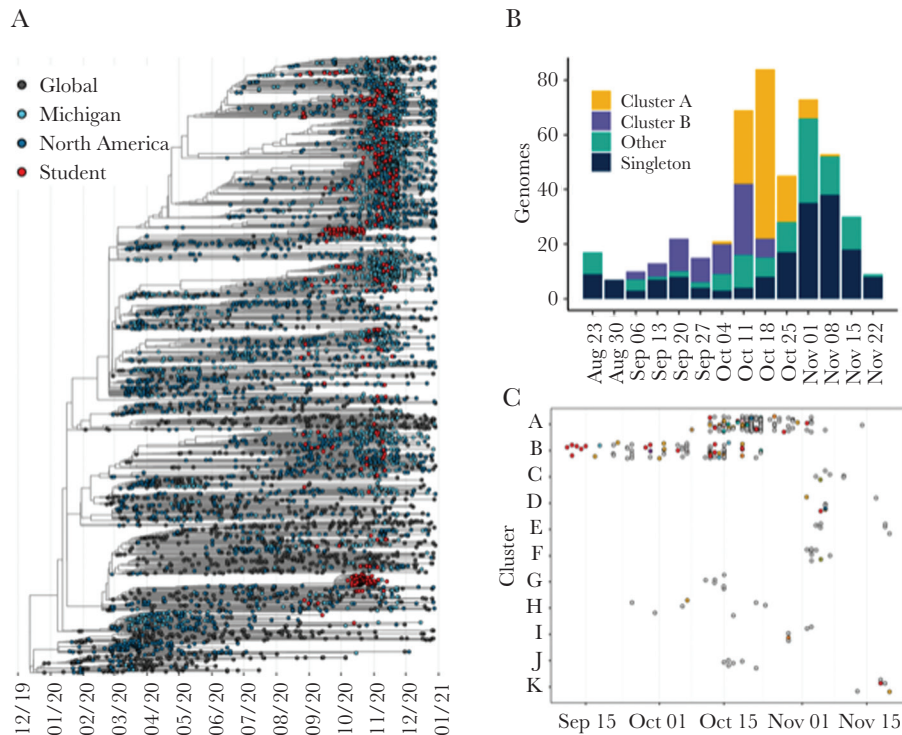 A
Global
Michigan
North America
Student
12/19
01/20
02/20
03/20
04/20
05/20
06/20
07/20
08/20
09/20
10/20
11/20
12/20
01/21
B
Genomes
80
60
40
20
0
Cluster A
Cluster B
Other
Singleton
Aug 23
Aug 30
Sep 06
Sep 13
Sep 20
Sep 27
Oct 04
Oct 11
Oct 18
Oct 25
Nov 01
Nov 08
Nov 15
Nov 22
C
Cluster
A
B
C
D
E
F
G
H
I
J
K
Sep 15
Oct 01
Oct 15
Nov 01
Nov 15